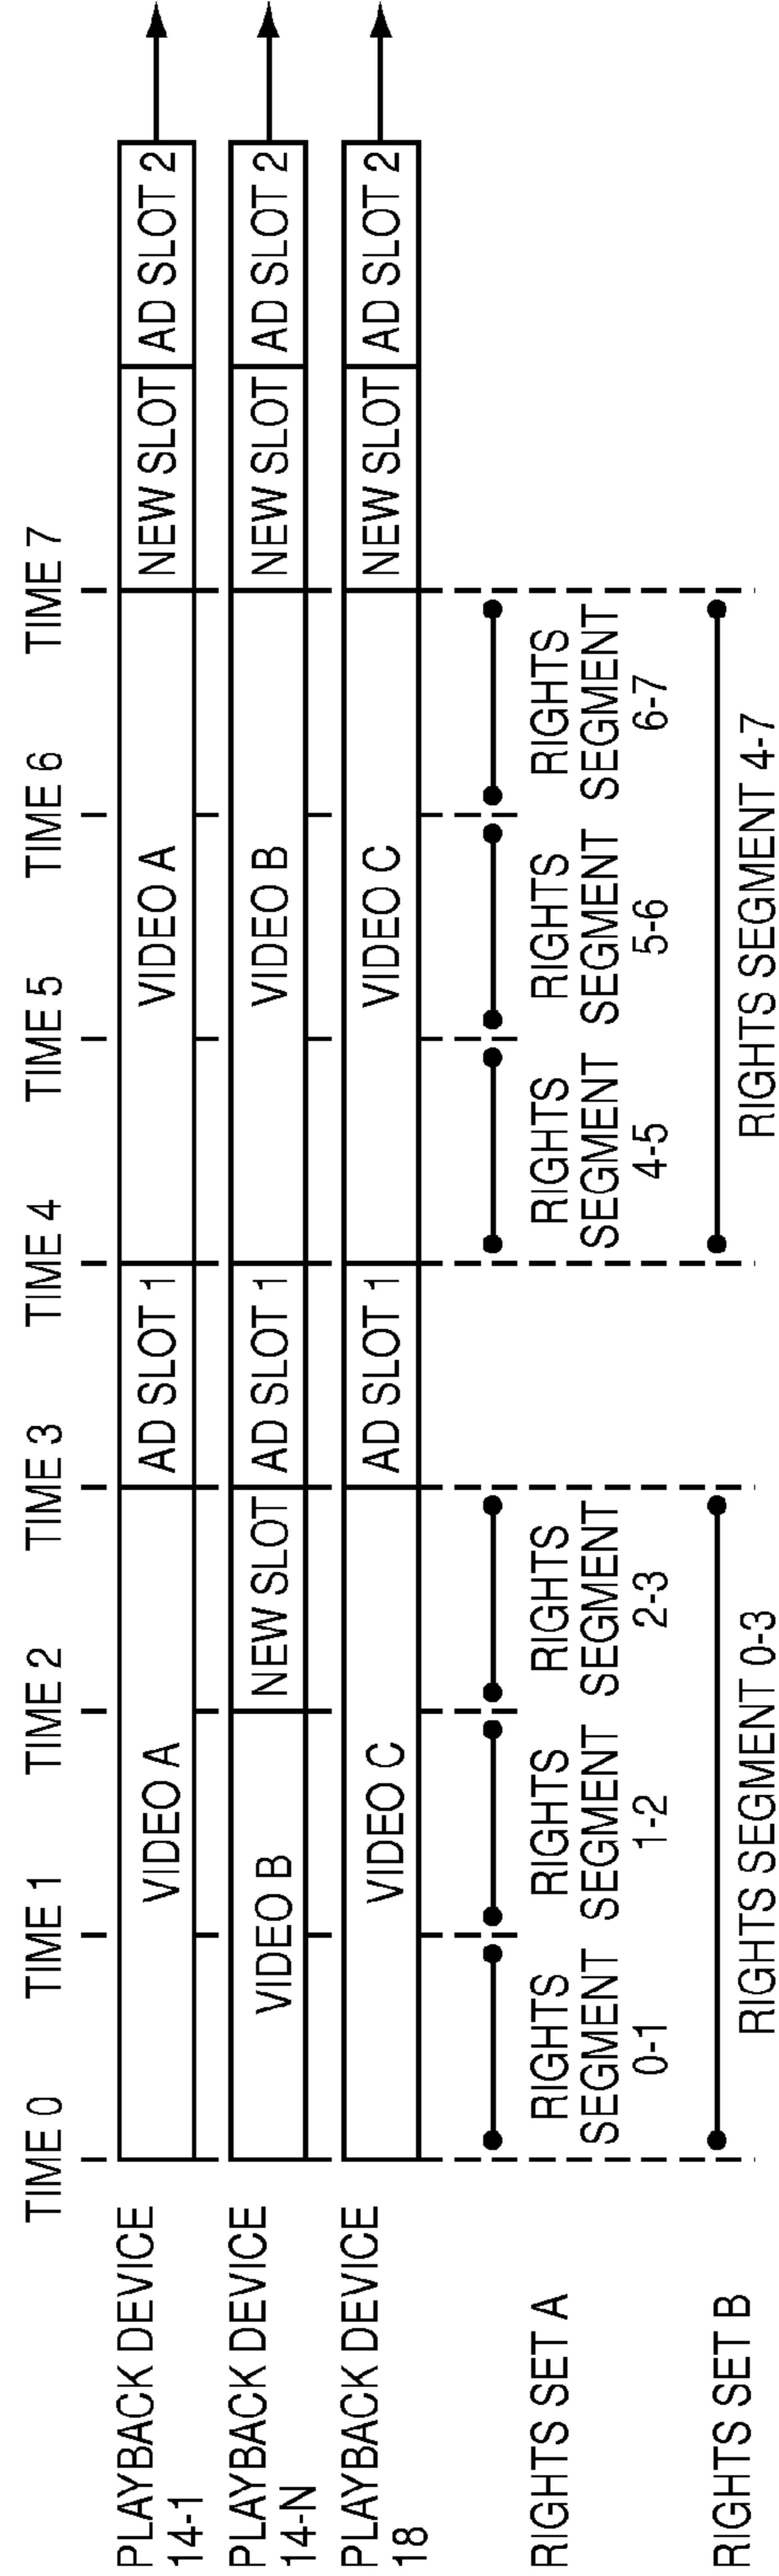 TIME 0
TIME 1
TIME 2
TIME 3
TIME 4
TIME 5
TIME 6
TIME 7
PLAYBACK DEVICE
14-1
VIDEO A
AD SLOT 1
VIDEO A
NEW SLOT
AD SLOT 2
PLAYBACK DEVICE
14-N
VIDEO B
NEW SLOT
AD SLOT 1
VIDEO B
NEW SLOT
AD SLOT 2
PLAYBACK DEVICE
18
VIDEO C
AD SLOT 1
VIDEO C
NEW SLOT
AD SLOT 2
RIGHTS SET A
RIGHTS
SEGMENT
0-1
RIGHTS
SEGMENT
1-2
RIGHTS
SEGMENT
2-3
RIGHTS
SEGMENT
4-5
RIGHTS
SEGMENT
5-6
RIGHTS
SEGMENT
6-7
RIGHTS SET B
RIGHTS SEGMENT 0-3
RIGHTS SEGMENT 4-7